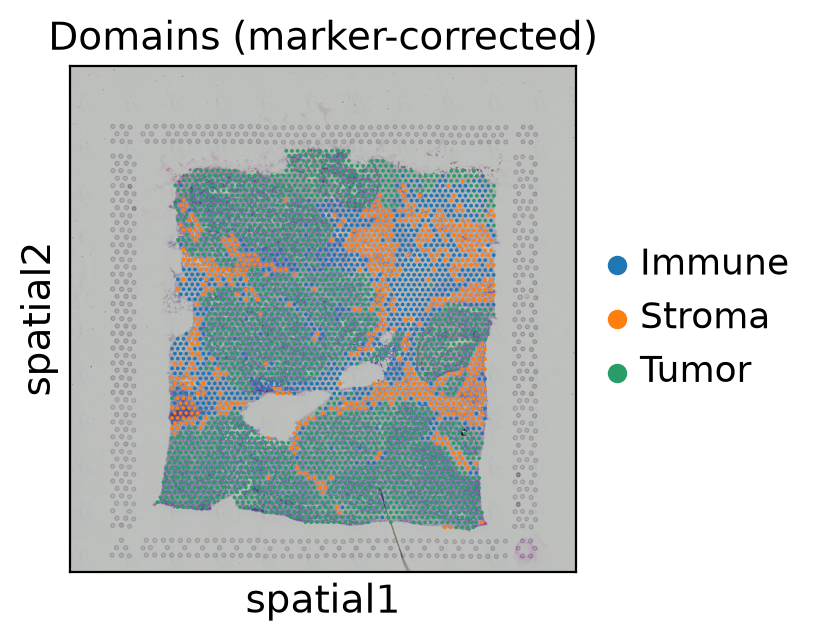 Domains (marker-corrected)
spatial2
Immune
Stroma
Tumor
spatial1